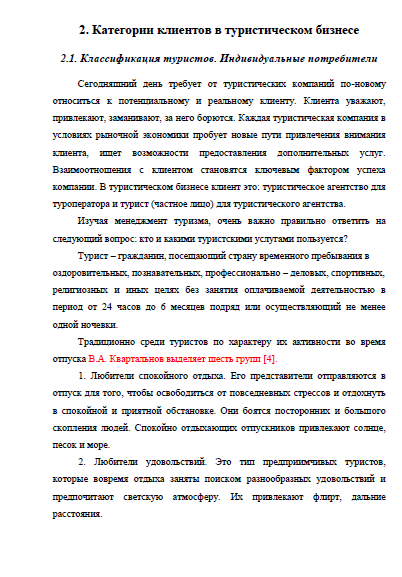 2. Категории клиентов в туристическом бизнесе
2.1. Классификация туристов. Индивидуальные потребители
Сегодняшний день требует от туристических компаний по-новому
относиться к потенциальному и реальному клиенту. Клиента уважают,
привлекают, заманивают, за него борются. Каждая туристическая компания в
условиях рыночной экономики пробует новые пути привлечения внимания
клиента, ищет возможности предоставления дополнительных услуг.
Взаимоотношения с клиентом становятся ключевым фактором успеха
компании. В туристическом бизнесе клиент это: туристическое агентство для
туроператора и турист (частное лицо) для туристического агентства.
Изучая менеджмент туризма, очень важно правильно ответить на
следующий вопрос: кто и какими туристскими услугами пользуется?
Турист – гражданин, посещающий страну временного пребывания в
оздоровительных, познавательных, профессионально – деловых, спортивных,
религиозных и иных целях без занятия оплачиваемой деятельностью в
период от 24 часов до 6 месяцев подряд или осуществляющий не менее
одной ночевки.
Традиционно среди туристов по характеру их активности во время
отпуска В.А. Квартальнов выделяет шесть групп [4].
1. Любители спокойного отдыха. Его представители отправляются в
отпуск для того, чтобы освободиться от повседневных стрессов и отдохнуть
в спокойной и приятной обстановке. Они боятся посторонних и большого
скопления людей. Спокойно отдыхающих отпускников привлекают солнце,
песок и море.
2. Любители удовольствий. Это тип предприимчивых туристов,
которые вовремя отдыха заняты поиском разнообразных удовольствий и
предпочитают светскую атмосферу. Их привлекают флирт, дальние
расстояния.